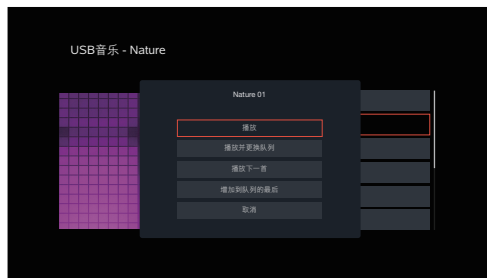 USB音乐 - Nature
Nature 01
播放
播放并更换队列
播放下一首
增加到队列的最后
取消